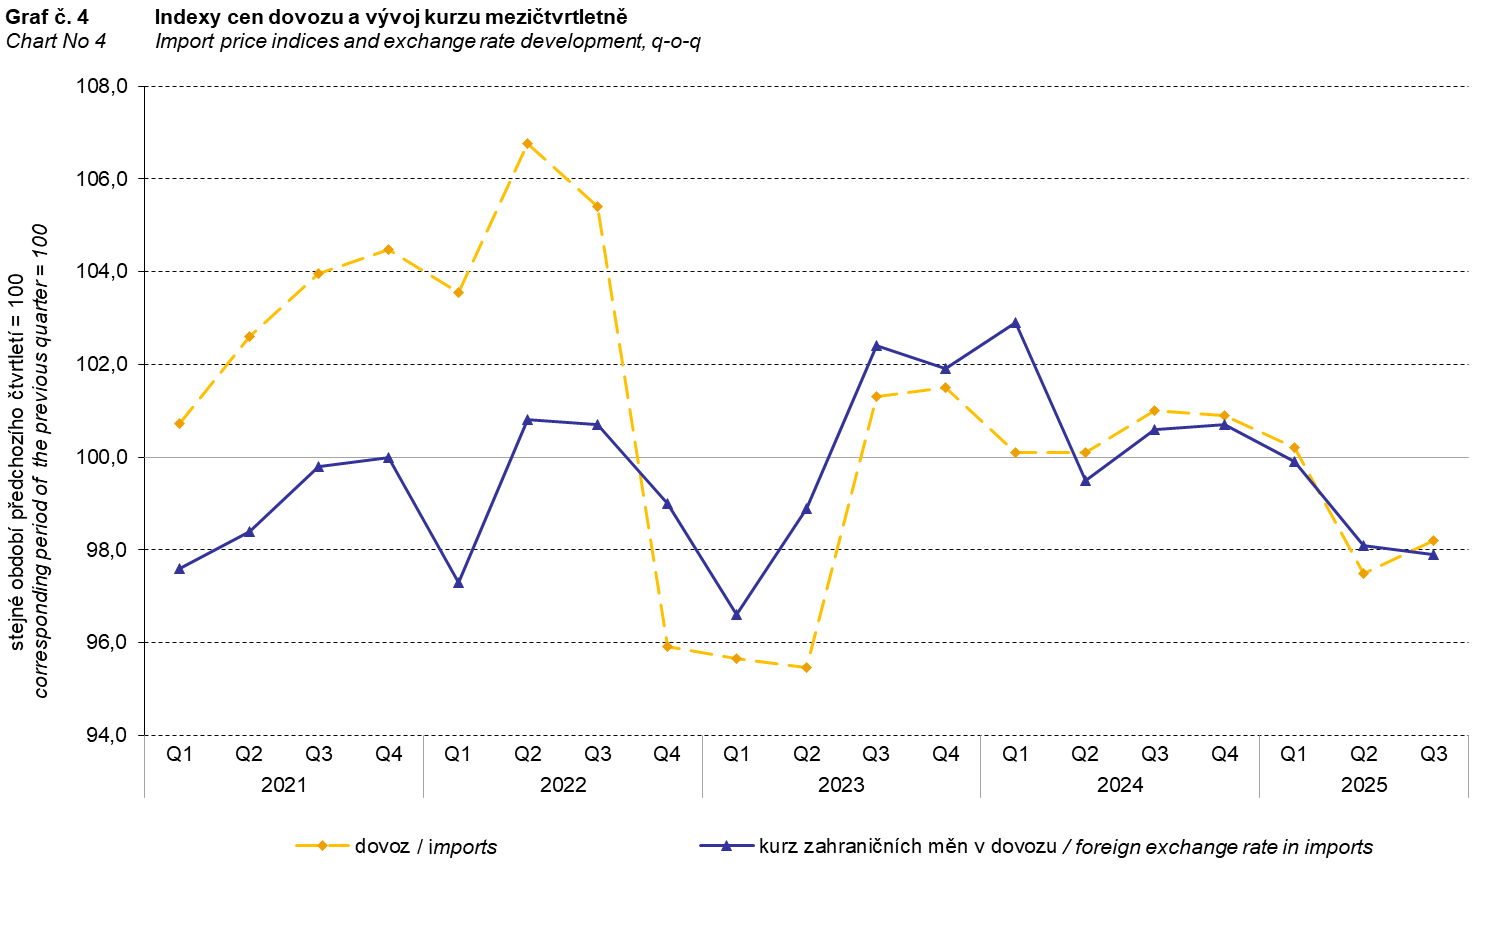 Graf č. 4 Indexy cen dovozu a vývoj kurzu mezičtvrtletně
Chart No 4 Import price indices and exchange rate development, q-o-q
stejné období předchozího čtvrtletí = 100
corresponding period of the previous quarter = 100
108,0
106,0
104,0
102,0
100,0
98,0
96,0
94,0
Q1 Q2 Q3 Q4 Q1 Q2 Q3 Q4 Q1 Q2 Q3 Q4 Q1 Q2 Q3 Q4 Q1 Q2 Q3
2021 2022 2023 2024 2025
dovoz / imports kurz zahraničních měn v dovozu / foreign exchange rate in imports